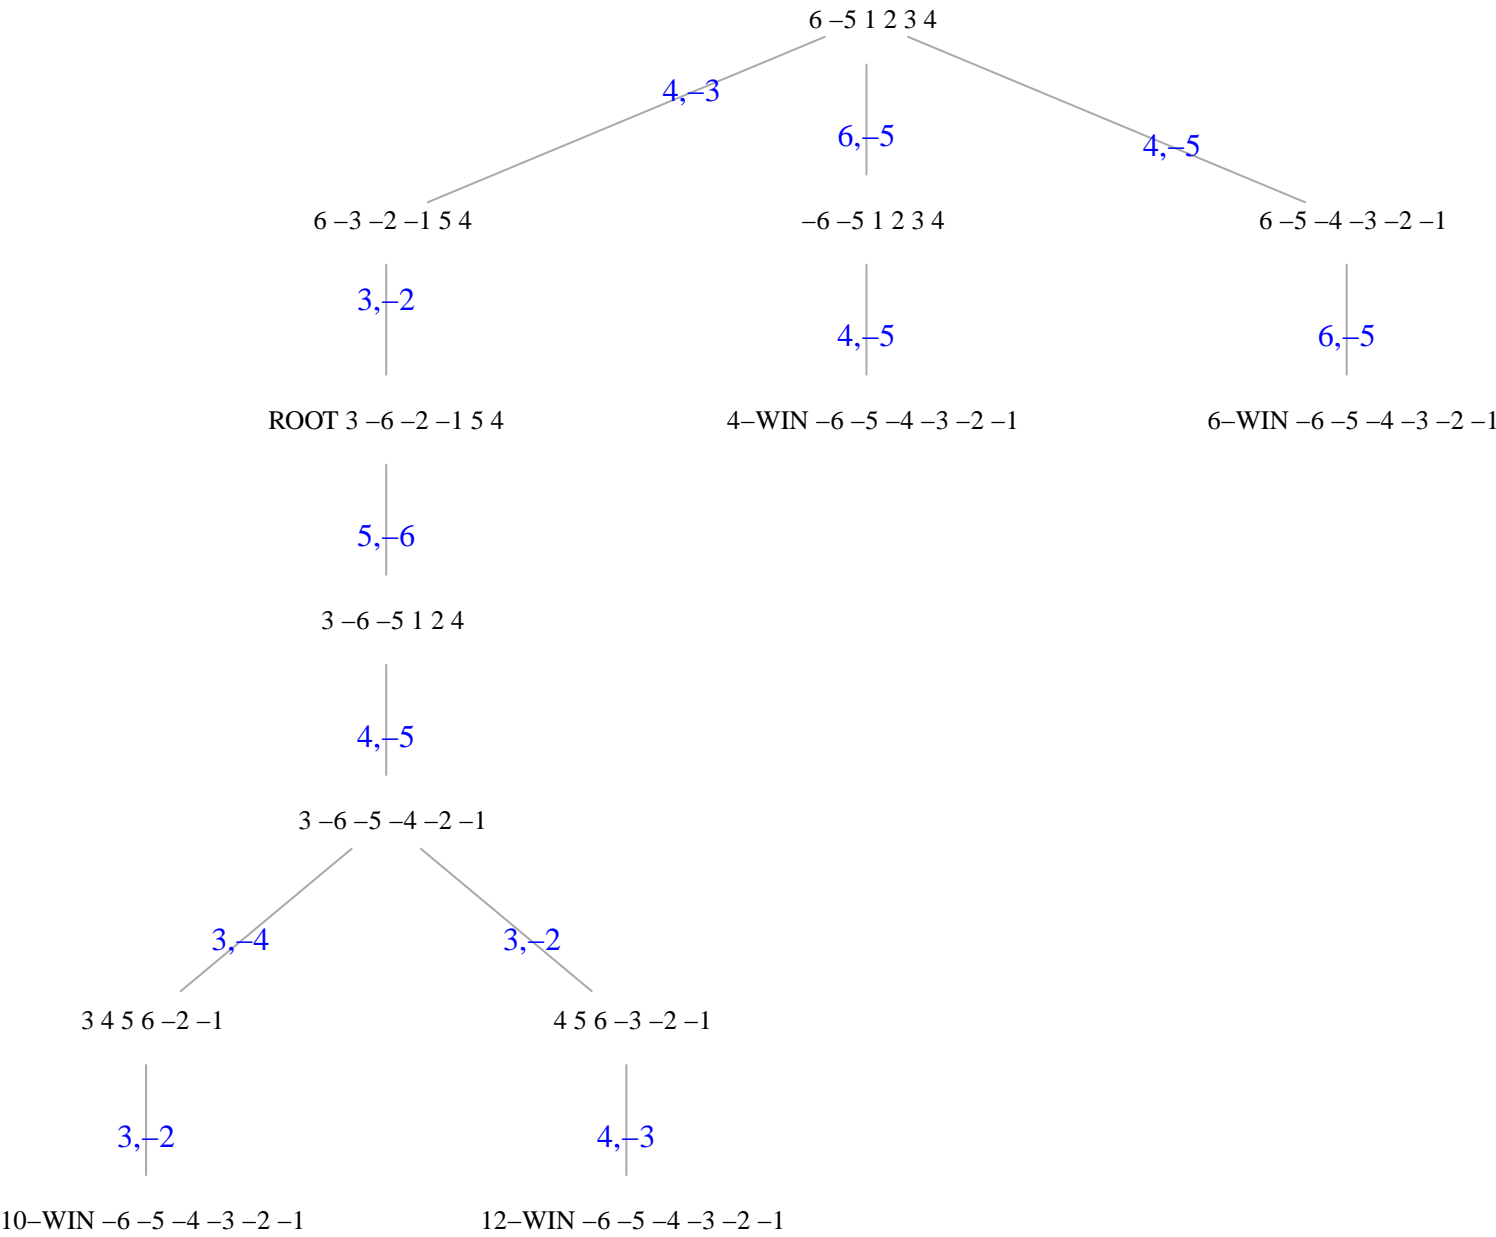 6 –5 1 2 3 4
4,–3
6,–5
4,–5
6 –3 –2 –1 5 4
–6 –5 1 2 3 4
6 –5 –4 –3 –2 –1
3,–2
4,–5
6,–5
ROOT 3 –6 –2 –1 5 4
4–WIN –6 –5 –4 –3 –2 –1
6–WIN –6 –5 –4 –3 –2 –1
5,–6
3 –6 –5 1 2 4
4,–5
3 –6 –5 –4 –2 –1
3,–4
3,–2
3 4 5 6 –2 –1
4 5 6 –3 –2 –1
3,–2
4,–3
10–WIN –6 –5 –4 –3 –2 –1
12–WIN –6 –5 –4 –3 –2 –1